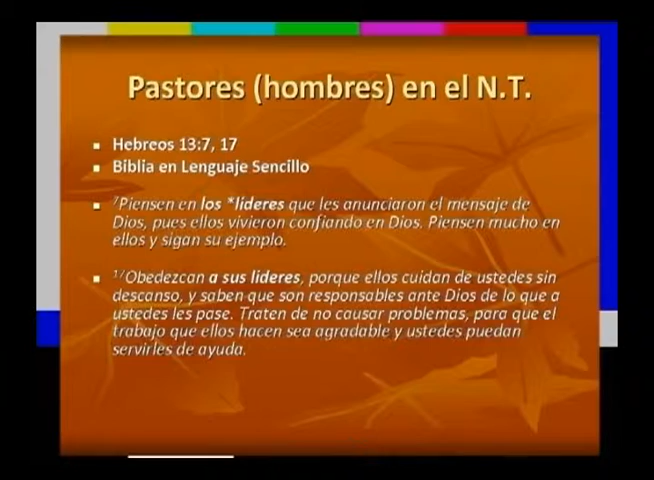 Pastores (hombres) en el N.T.
Hebreos 13:7, 17
Biblia en Lenguaje Sencillo
7Piensen en los *lideres que les anunciaron el mensaje de
Dios, pues ellos vivieron confiando en Dios. Piensen mucho en
ellos y sigan su ejemplo.
17Obedezcan a sus lideres, porque ellos cuidan de ustedes sin
descanso, y saben que son responsables ante Dios de lo que a
ustedes les pase. Traten de no causar problemas, para que el
trabajo que ellos hacen sea agradable y ustedes puedan
servirles de ayuda.